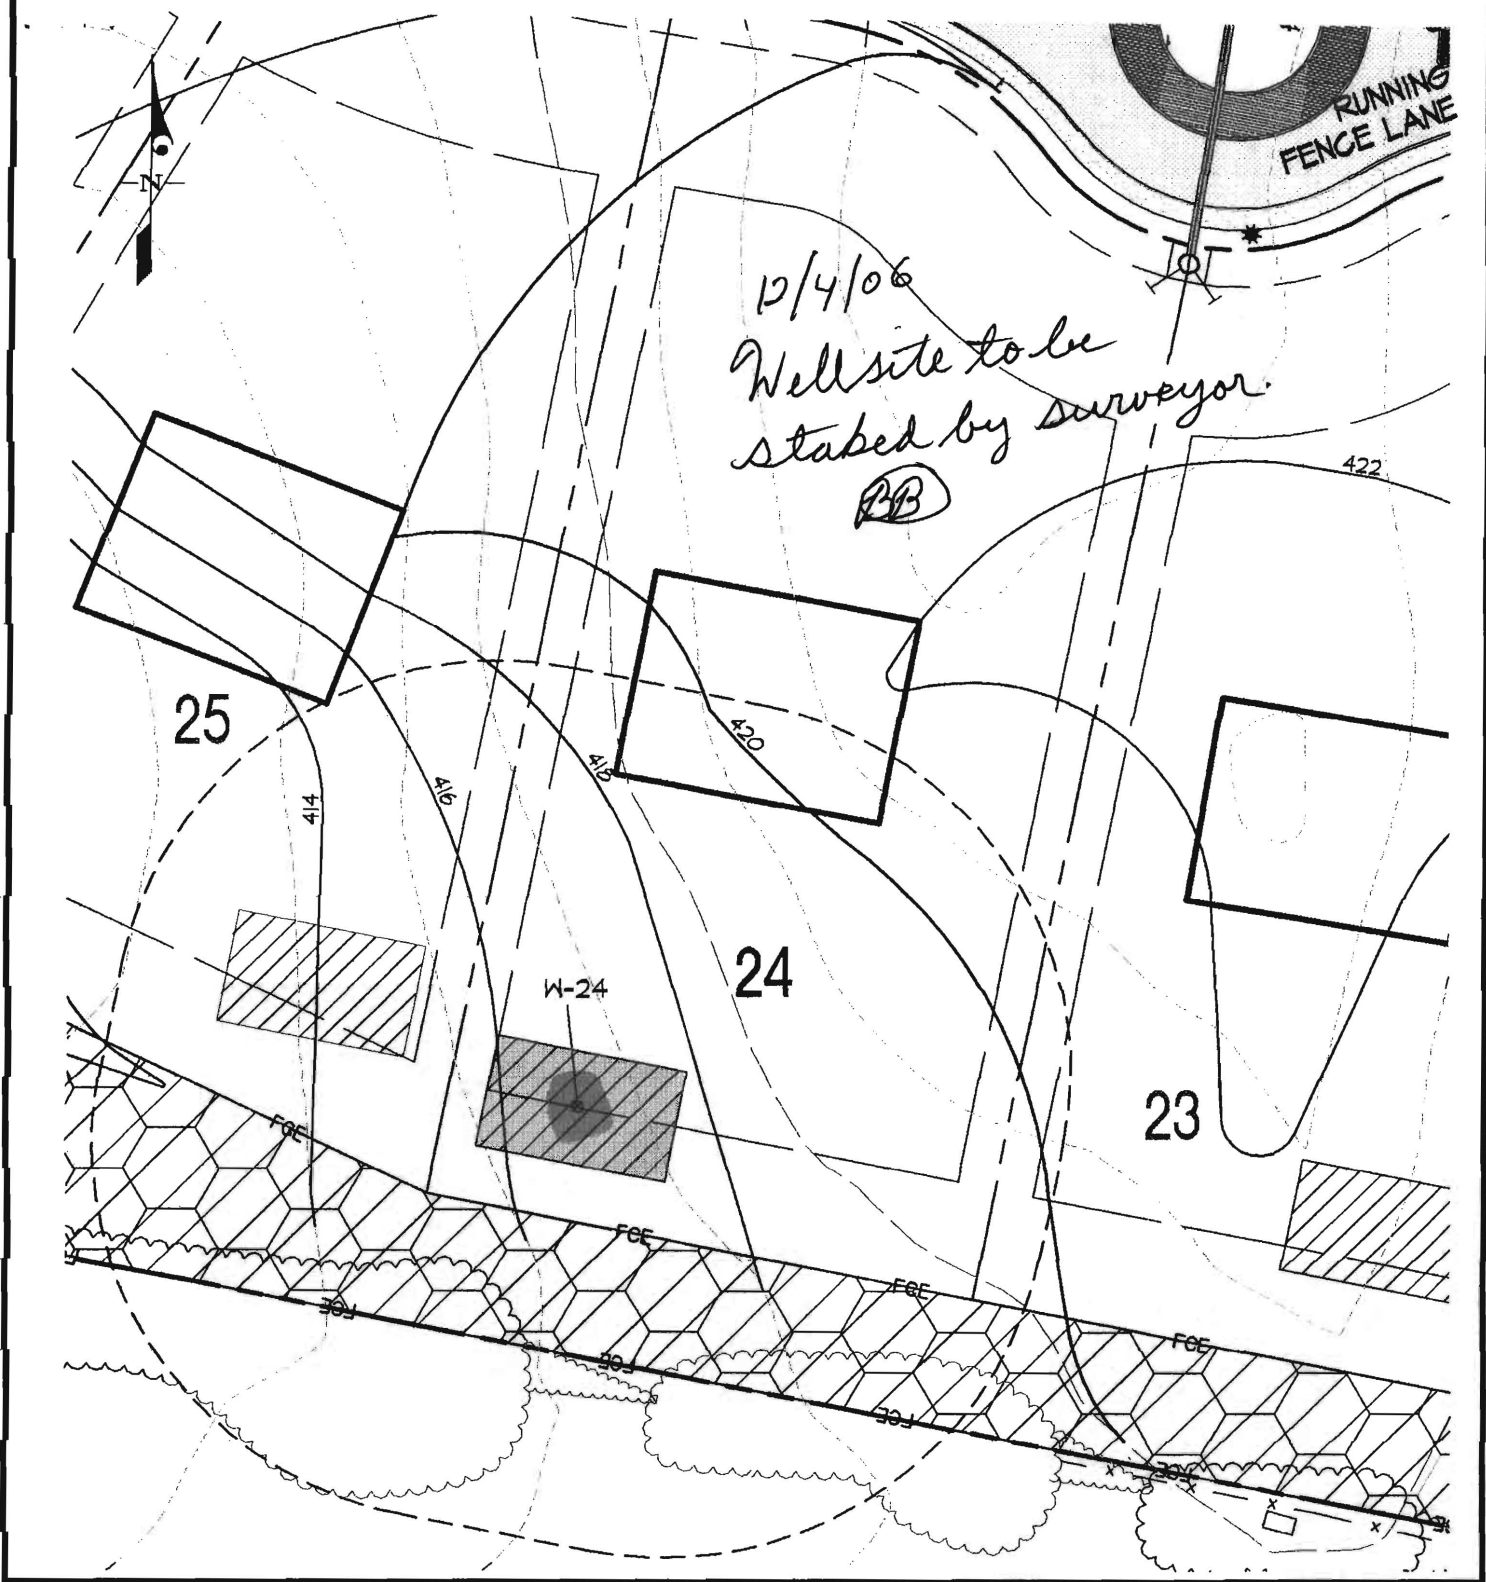 RUNNING
FENCE LANE
N
12/4/06
Wellsite to be
staked by surveyor.
BB
422
25
420
418
416
414
24
W-24
23
FCE
FCE
FCE
FCE
FCE
FCE
FCE
FCE